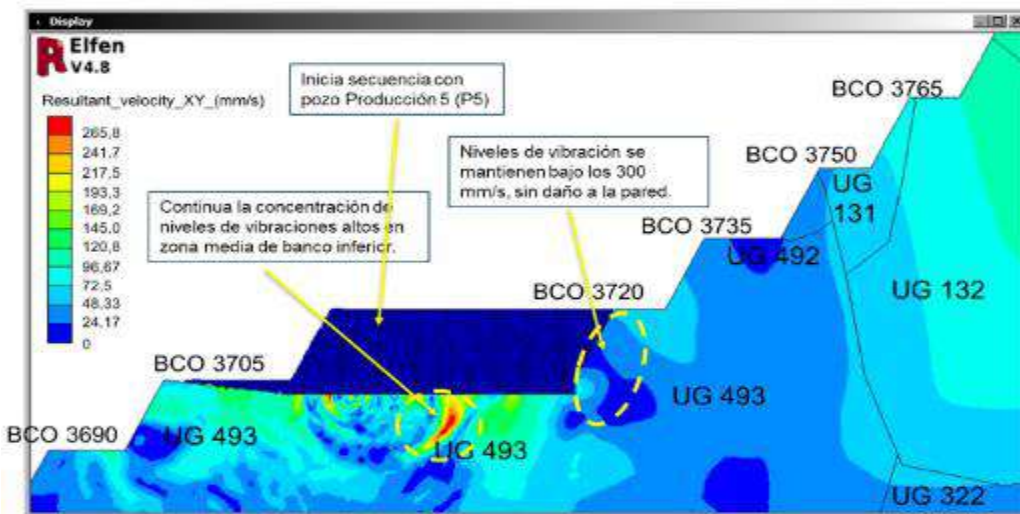 Display
Elfen
V4.8
Resultant_velocity_XY_(mm/s)
265,8
241,7
217,5
193,3
169,2
145,0
120,8
96,67
72,5
48,33
24,17
0
Inicia secuencia con
pozo Producción 5 (P5)
Niveles de vibración se
mantienen bajo los 300
mm/s, sin daño a la pared.
Continua la concentración de
niveles de vibraciones altos en
zona media de banco inferior.
BCO 3765
BCO 3750
UG
131
BCO 3735
UG 492
UG 132
BCO 3720
BCO 3705
UG 493
BCO 3690
UG 493
UG 493
UG 322